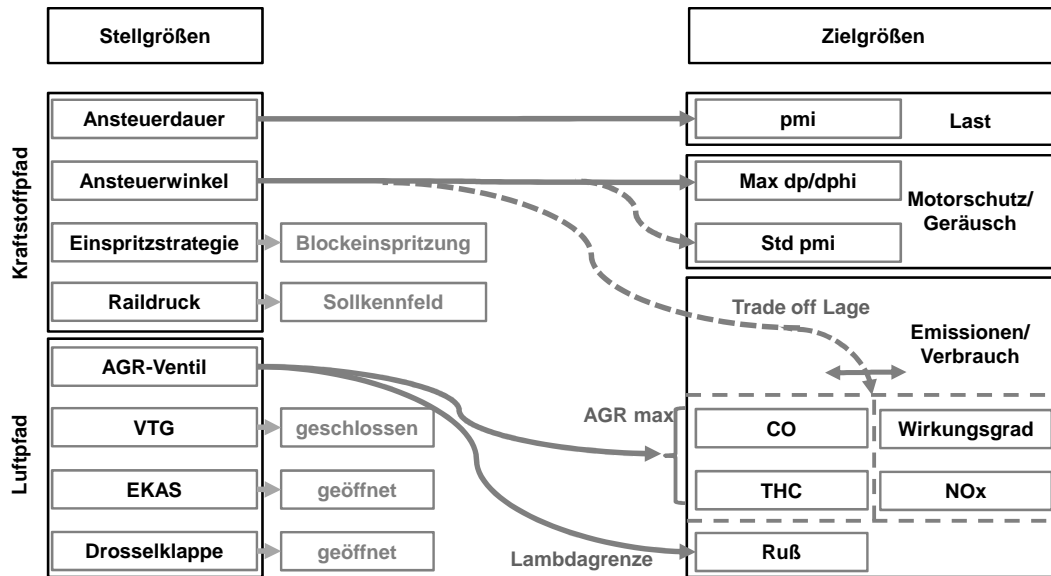 Stellgrößen
Zielgrößen
Kraftstoffpfad
Ansteuerdauer
pmi
Last
Ansteuerwinkel
Max dp/dphi
Motorschutz/
Geräusch
Einspritzstrategie
Blockeinspritzung
Std pmi
Raildruck
Sollkennfeld
Trade off Lage
Emissionen/
Verbrauch
Luftpfad
AGR-Ventil
AGR max
VTG
geschlossen
CO
Wirkungsgrad
EKAS
geöffnet
THC
NOx
Drosselklappe
geöffnet
Lambdagrenze
Ruß